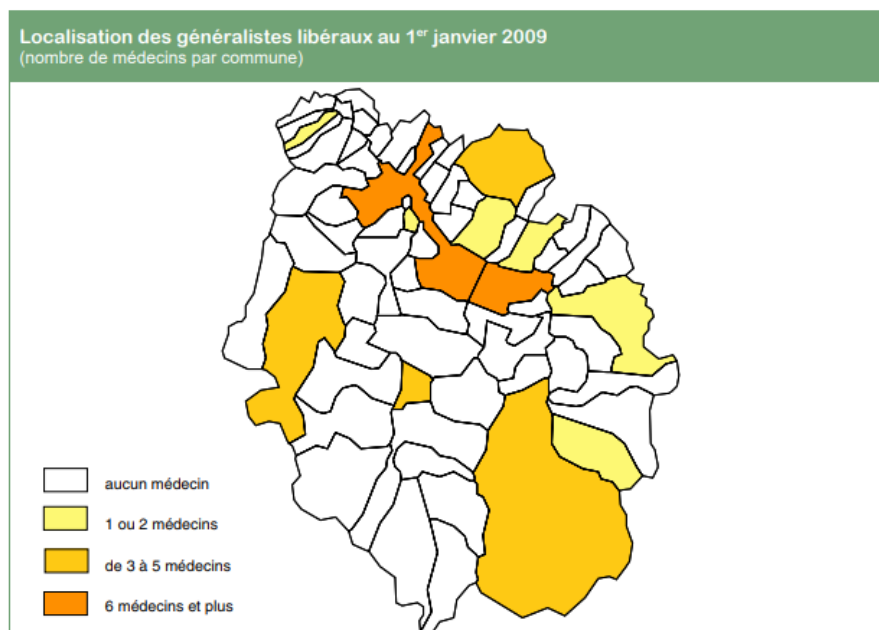 Localisation des généralistes libéraux au 1er janvier 2009
(nombre de médecins par commune)
aucun médecin
1 ou 2 médecins
de 3 à 5 médecins
6 médecins et plus